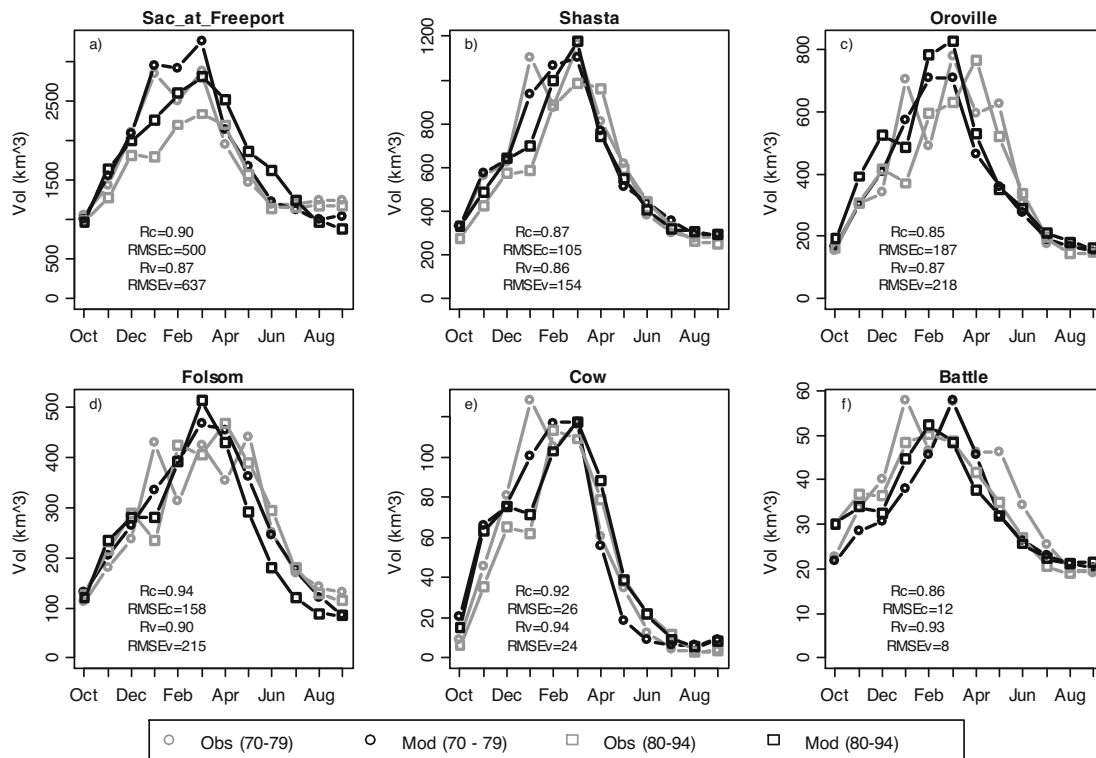 Sac_at_Freeport
a)
Vol (km^3)
0 500 1500 2500
Rc=0.90
RMSEc=500
Rv=0.87
RMSEv=637
Oct Dec Feb Apr Jun Aug
Shasta
b)
Vol (km^3)
0 200 400 600 800 1200
Rc=0.87
RMSEc=105
Rv=0.86
RMSEv=154
Oct Dec Feb Apr Jun Aug
Oroville
c)
Vol (km^3)
0 200 400 600 800
Rc=0.85
RMSEc=187
Rv=0.87
RMSEv=218
Oct Dec Feb Apr Jun Aug
Folsom
d)
Vol (km^3)
0 100 200 300 400 500
Rc=0.94
RMSEc=158
Rv=0.90
RMSEv=215
Oct Dec Feb Apr Jun Aug
Cow
e)
Vol (km^3)
0 20 40 60 80 100
Rc=0.92
RMSEc=26
Rv=0.94
RMSEv=24
Oct Dec Feb Apr Jun Aug
Battle
f)
Vol (km^3)
0 10 20 30 40 50 60
Rc=0.86
RMSEc=12
Rv=0.93
RMSEv=8
Oct Dec Feb Apr Jun Aug
Obs (70-79) Mod (70 - 79) Obs (80-94) Mod (80-94)